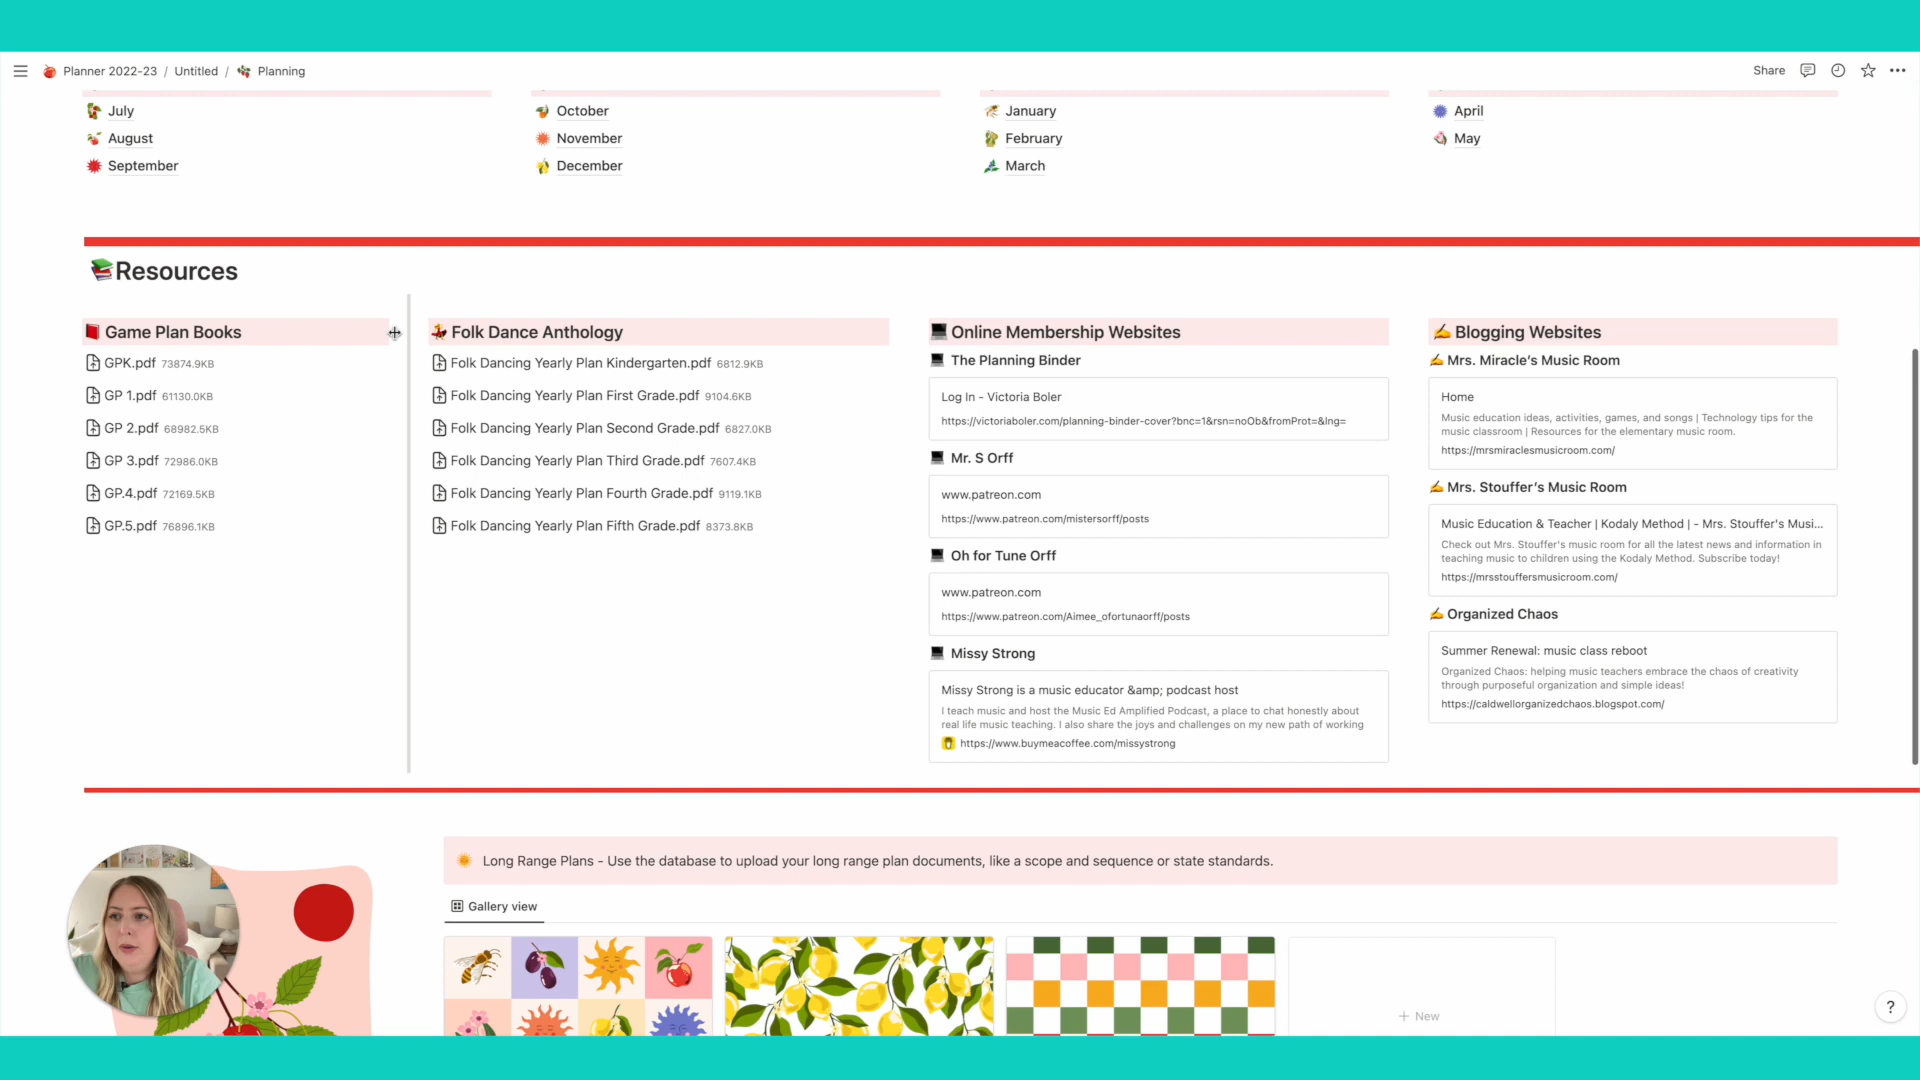 Planner 2022-23 / Untitled / Planning
Share
July
August
September
October
November
December
January
February
March
April
May
Resources
Game Plan Books
GPK.pdf 73874.9KB
GP 1.pdf 61130.0KB
GP 2.pdf 68982.5KB
GP 3.pdf 72986.0KB
GP.4.pdf 72169.5KB
GP.5.pdf 76896.1KB
Folk Dance Anthology
Folk Dancing Yearly Plan Kindergarten.pdf 6812.9KB
Folk Dancing Yearly Plan First Grade.pdf 9104.6KB
Folk Dancing Yearly Plan Second Grade.pdf 6827.0KB
Folk Dancing Yearly Plan Third Grade.pdf 7607.4KB
Folk Dancing Yearly Plan Fourth Grade.pdf 9119.1KB
Folk Dancing Yearly Plan Fifth Grade.pdf 8373.8KB
Online Membership Websites
The Planning Binder
Log In - Victoria Boler
https://victoriaboler.com/planning-binder-cover?bnc=1&rsn=noOb&fromProt=&lng=
Mr. S Orff
www.patreon.com
https://www.patreon.com/mistersorff/posts
Oh for Tune Orff
www.patreon.com
https://www.patreon.com/Aimee_ofortunaorff/posts
Missy Strong
Missy Strong is a music educator &amp; podcast host
I teach music and host the Music Ed Amplified Podcast, a place to chat honestly about
real life music teaching. I also share the joys and challenges on my new path of working
https://www.buymeacoffee.com/missystrong
Blogging Websites
Mrs. Miracle's Music Room
Home
Music education ideas, activities, games, and songs | Technology tips for the
music classroom | Resources for the elementary music room.
https://mrsmiraclesmusicroom.com/
Mrs. Stouffer's Music Room
Music Education & Teacher | Kodaly Method | - Mrs. Stouffer's Musi...
Check out Mrs. Stouffer's music room for all the latest news and information in
teaching music to children using the Kodaly Method. Subscribe today!
https://mrsstouffersmusicroom.com/
Organized Chaos
Summer Renewal: music class reboot
Organized Chaos: helping music teachers embrace the chaos of creativity
through purposeful organization and simple ideas!
https://caldwellorganizedchaos.blogspot.com/
Long Range Plans - Use the database to upload your long range plan documents, like a scope and sequence or state standards.
Gallery view
+ New
?